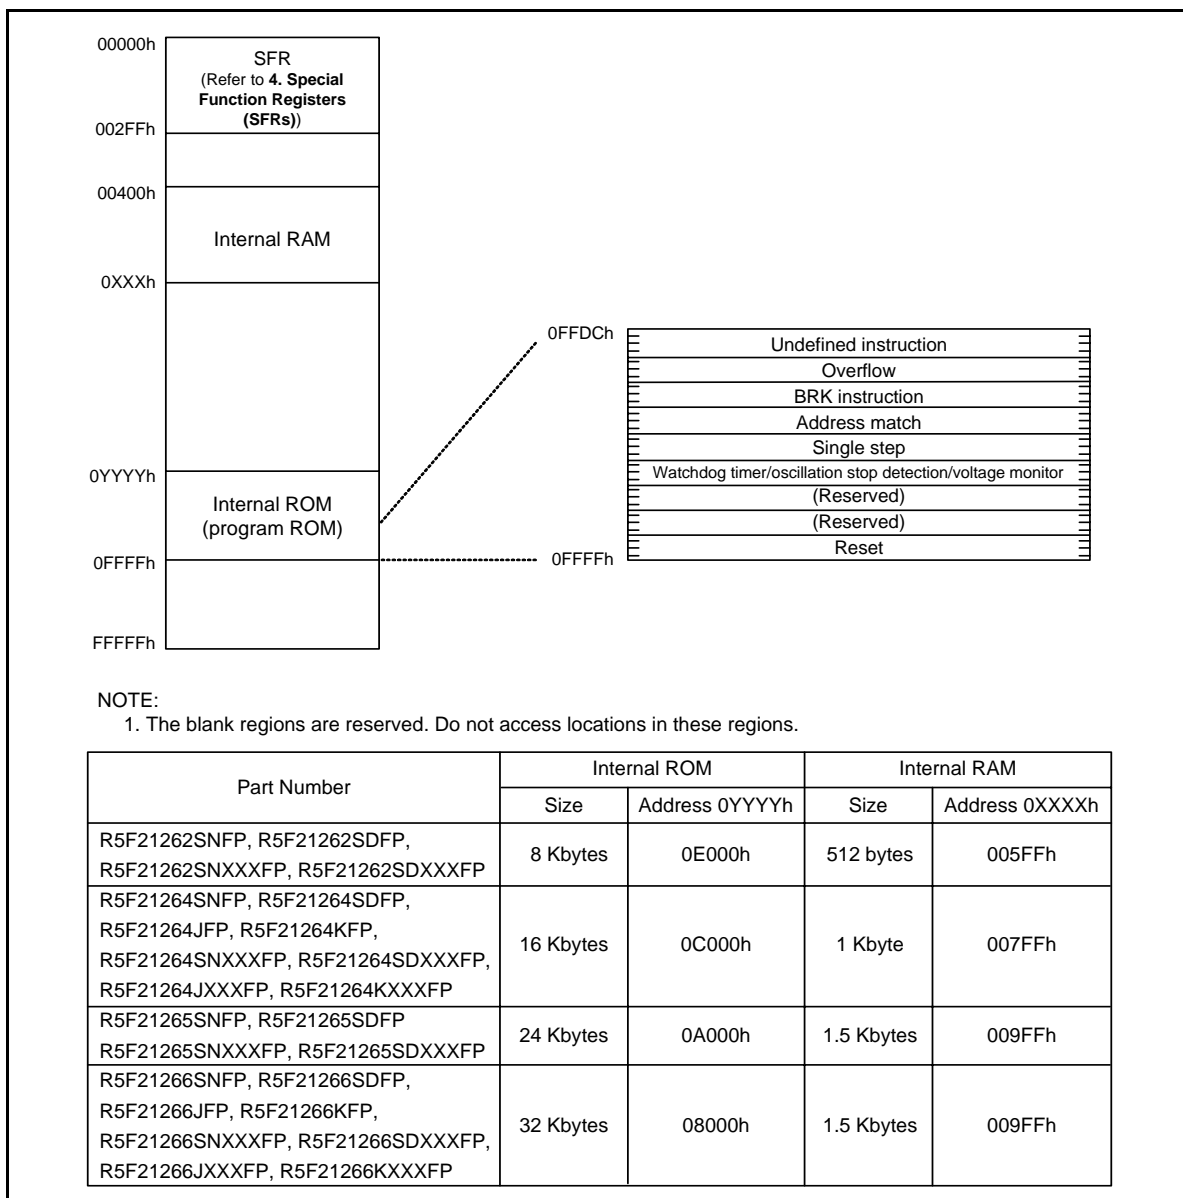 00000h
SFR
(Refer to 4. Special
Function Registers
(SFRs))
002FFh
00400h
Internal RAM
0XXXh
0YYYYh
Internal ROM
(program ROM)
0FFFFh
FFFFFh
0FFDCh
Undefined instruction
Overflow
BRK instruction
Address match
Single step
Watchdog timer/oscillation stop detection/voltage monitor
(Reserved)
(Reserved)
Reset
0FFFFh
NOTE:
1. The blank regions are reserved. Do not access locations in these regions.
Part Number
Internal ROM
Internal RAM
Size
Address 0YYYYh
Size
Address 0XXXXh
R5F21262SNFP, R5F21262SDFP,
R5F21262SNXXXFP, R5F21262SDXXXFP
8 Kbytes
0E000h
512 bytes
005FFh
R5F21264SNFP, R5F21264SDFP,
R5F21264JFP, R5F21264KFP,
R5F21264SNXXXFP, R5F21264SDXXXFP,
R5F21264JXXXFP, R5F21264KXXXFP
16 Kbytes
0C000h
1 Kbyte
007FFh
R5F21265SNFP, R5F21265SDFP
R5F21265SNXXXFP, R5F21265SDXXXFP
24 Kbytes
0A000h
1.5 Kbytes
009FFh
R5F21266SNFP, R5F21266SDFP,
R5F21266JFP, R5F21266KFP,
R5F21266SNXXXFP, R5F21266SDXXXFP,
R5F21266JXXXFP, R5F21266KXXXFP
32 Kbytes
08000h
1.5 Kbytes
009FFh